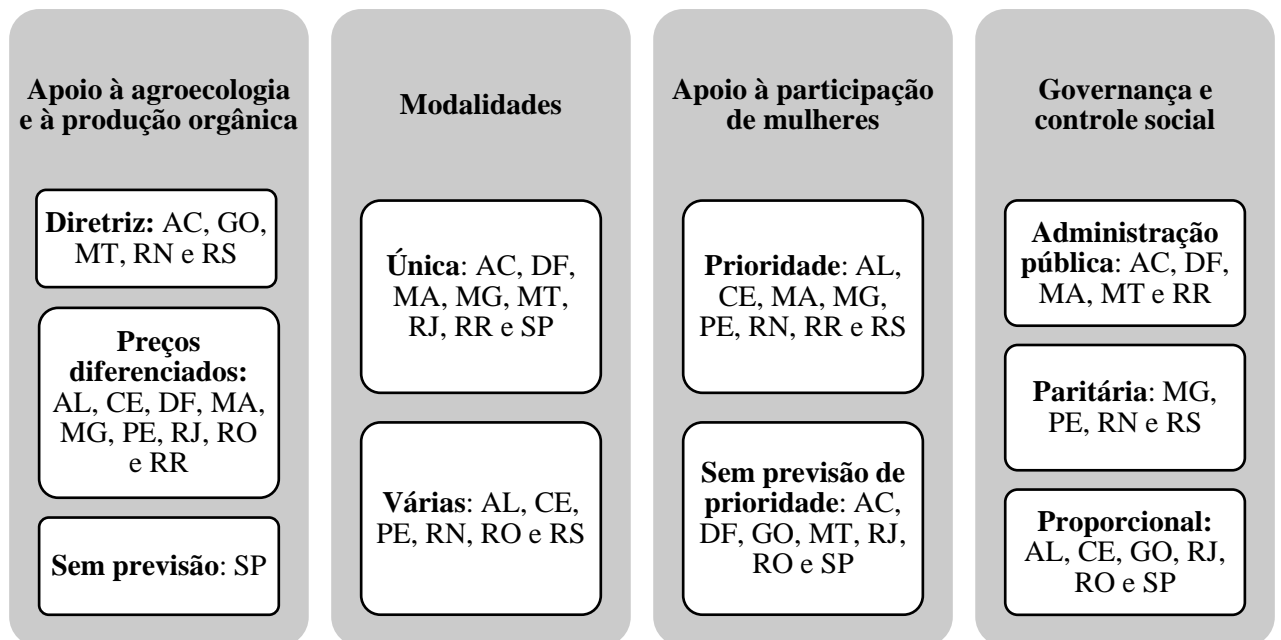 Apoio à agroecologia
e à produção orgânica
Diretriz: AC, GO,
MT, RN e RS
Preços
diferenciados:
AL, CE, DF, MA,
MG, PE, RJ, RO
e RR
Sem previsão: SP
Modalidades
Única: AC, DF,
MA, MG, MT,
RJ, RR e SP
Várias: AL, CE,
PE, RN, RO e RS
Apoio à participação
de mulheres
Prioridade: AL,
CE, MA, MG,
PE, RN, RR e RS
Sem previsão de
prioridade: AC,
DF, GO, MT, RJ,
RO e SP
Governança e
controle social
Administração
pública: AC, DF,
MA, MT e RR
Paritária: MG,
PE, RN e RS
Proporcional:
AL, CE, GO, RJ,
RO e SP